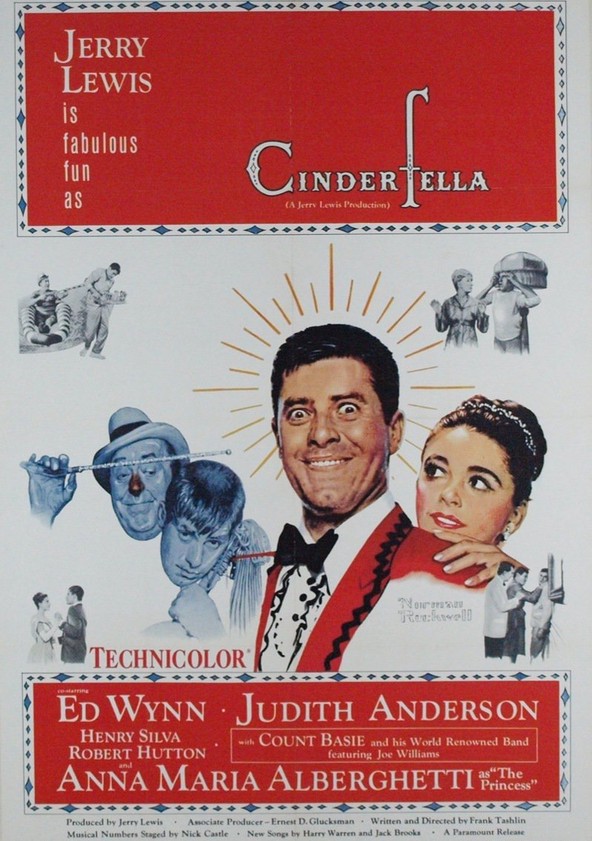 JERRY
LEWIS
is
fabulous
fun
as
CINDERFELLA
(A Jerry Lewis Production)
Norman
Rockwell
TECHNICOLOR®
co-starring
ED WYNN · JUDITH ANDERSON
HENRY SILVA
ROBERT HUTTON ·
with COUNT BASIE and his World Renowned Band
featuring Joe Williams
and
ANNA MARIA ALBERGHETTI as "The
Princess"
Produced by Jerry Lewis · Associate Producer – Ernest D. Glucksman · Written and Directed by Frank Tashlin
Musical Numbers Staged by Nick Castle · New Songs by Harry Warren and Jack Brooks · A Paramount Release